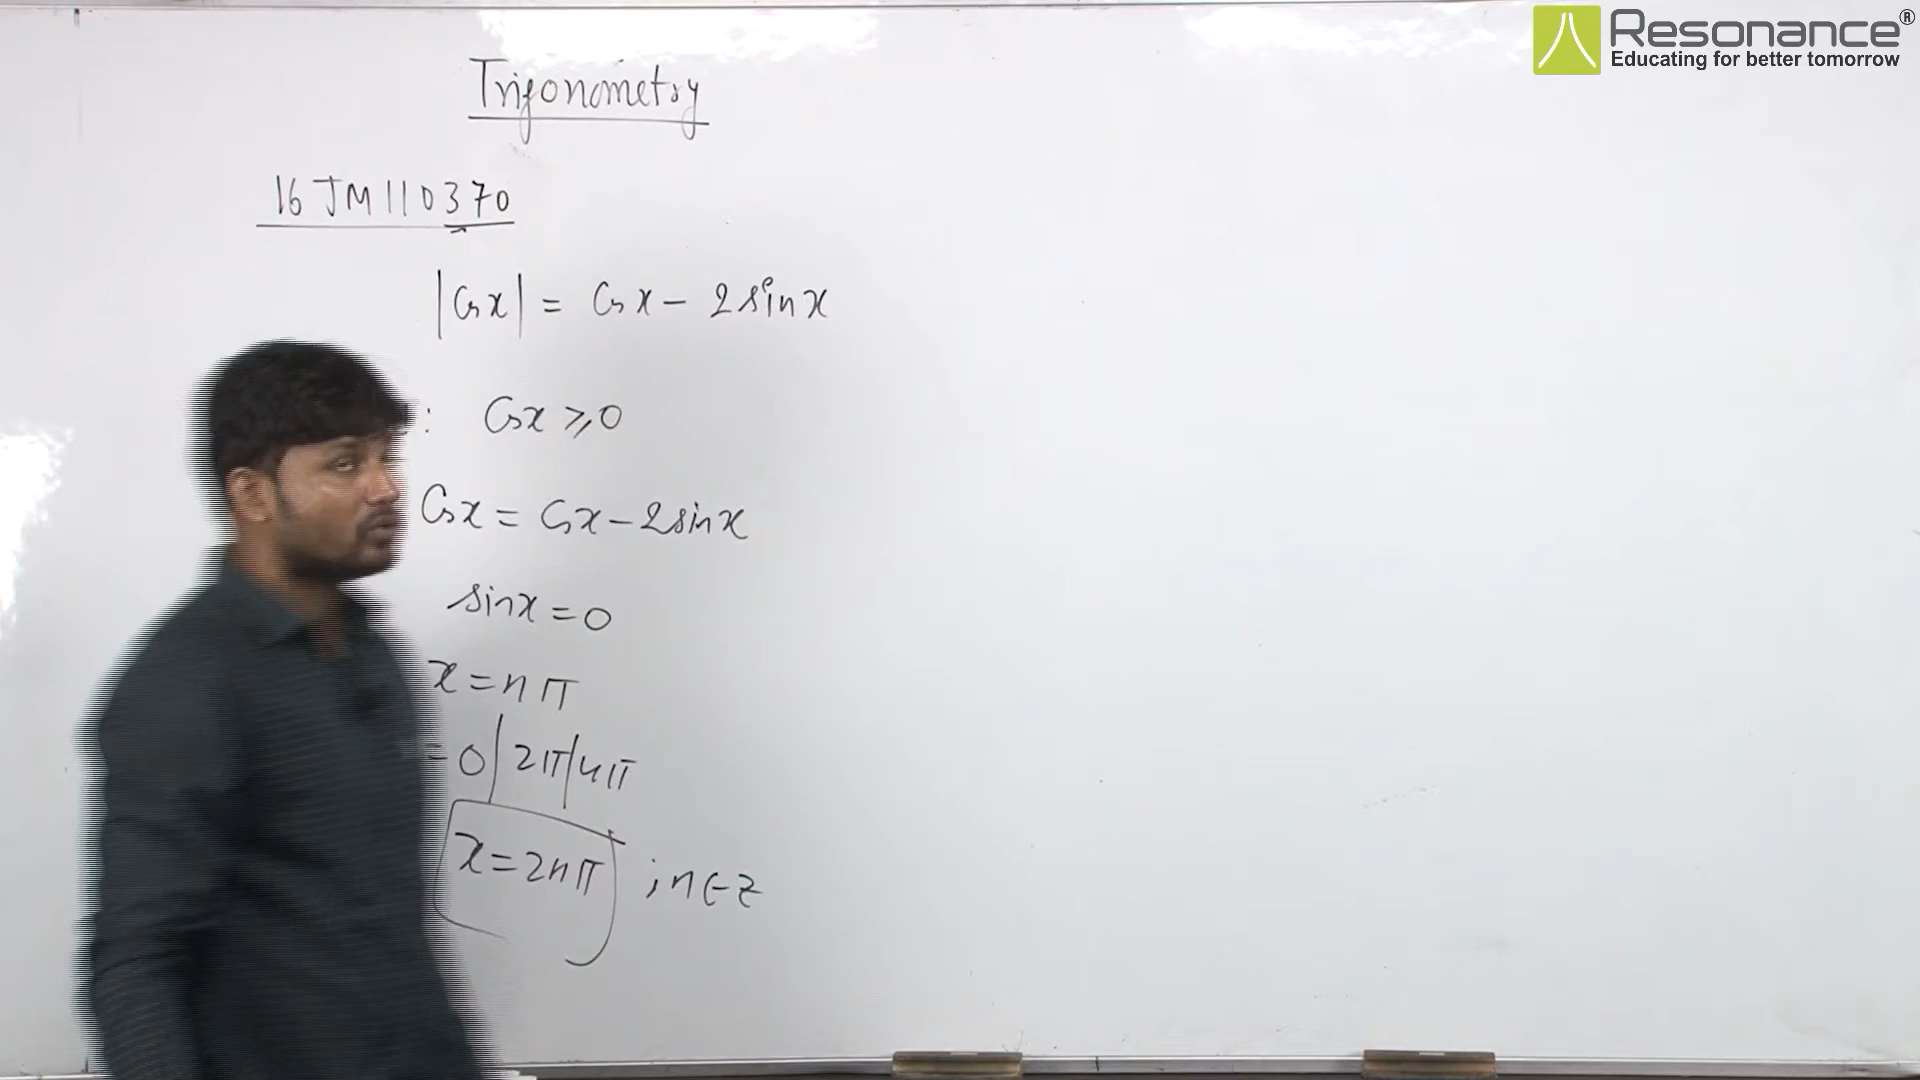 Resonance®
Educating for better tomorrow
Trigonometry
16JM110370
|Cosx| = Cosx - 2sinx
: Cosx ⩾ 0
Cosx = Cosx - 2sinx
sinx = 0
x = nπ
= 0 | 2π | 4π
x = 2nπ ; n ∈ Z